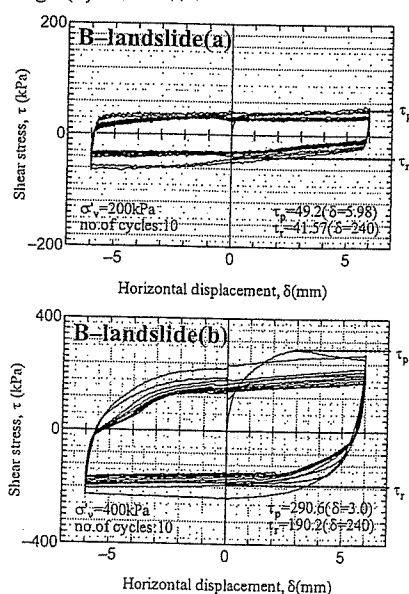 B-landslide(a)
200
0
−200
Shear stress, τ (kPa)
τp
τr
σ'v=200kPa
no.of cycles:10
τp=49.2(δ=5.98)
τr=41.57(δ=240)
−5
0
5
Horizontal displacement, δ(mm)
B-landslide(b)
400
0
−400
Shear stress, τ (kPa)
τp
τr
σ'v=400kPa
no.of cycles:10
τp=290.6(δ=3.0)
τr=190.2(δ=240)
−5
0
5
Horizontal displacement, δ(mm)